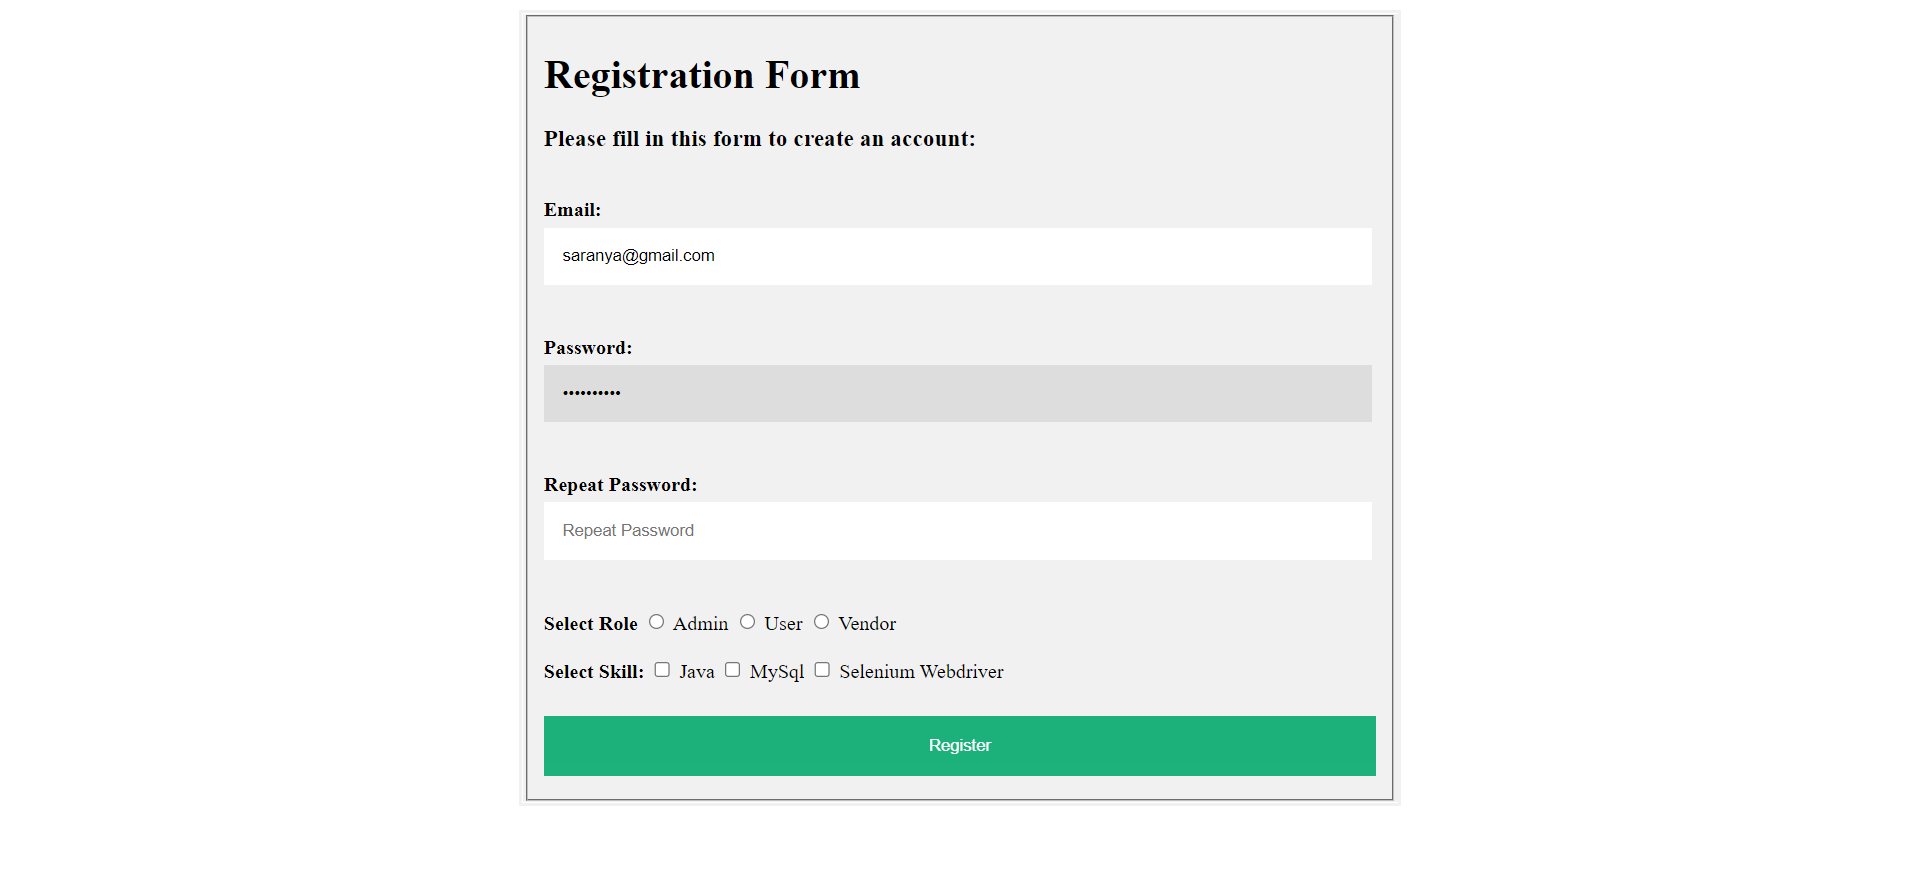 Registration Form
Please fill in this form to create an account:
Email:
saranya@gmail.com
Password:
••••••••••
Repeat Password:
Repeat Password
Select Role Admin User Vendor
Select Skill: Java MySql Selenium Webdriver
Register